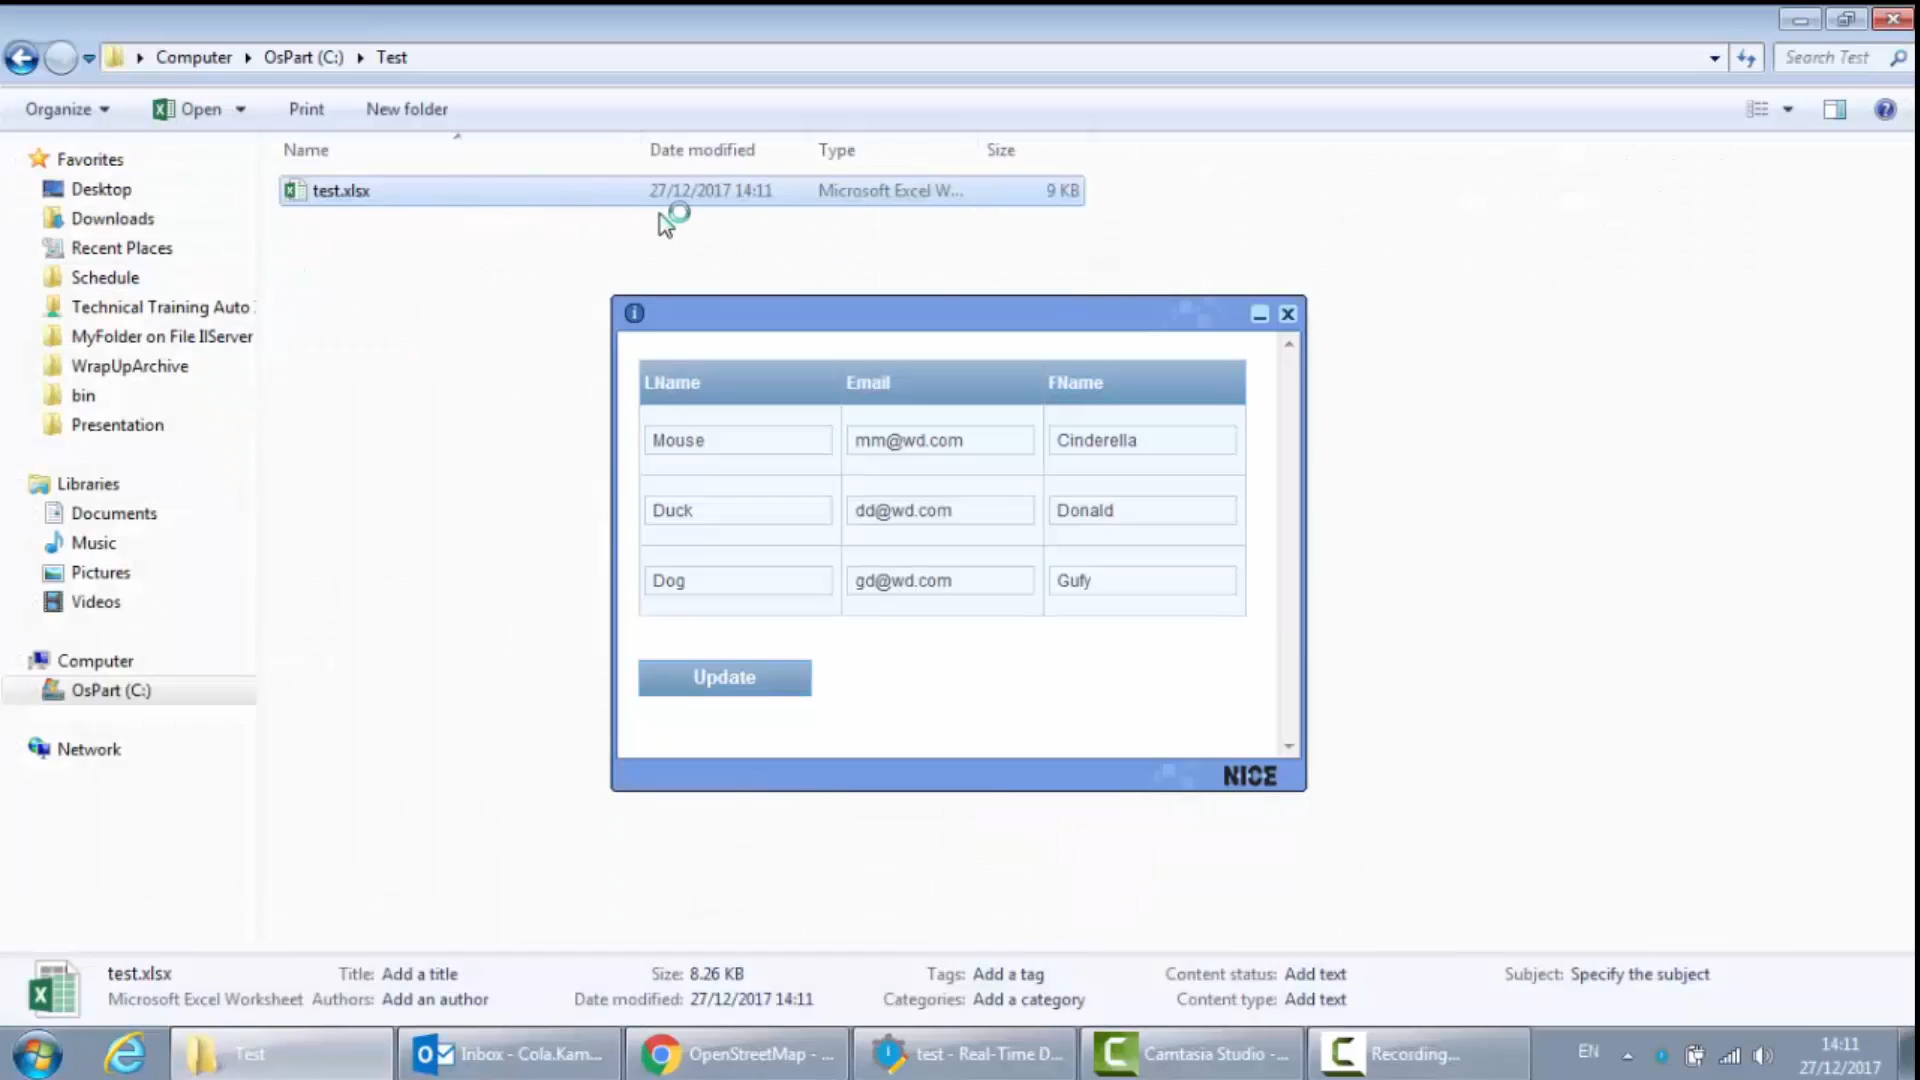 Computer OsPart (C:) Test
Search Test
Organize Open Print New folder
Name Date modified Type Size
test.xlsx 27/12/2017 14:11 Microsoft Excel W... 9 KB
Favorites
Desktop
Downloads
Recent Places
Schedule
Technical Training Auto
MyFolder on File IlServer
WrapUpArchive
bin
Presentation
Libraries
Documents
Music
Pictures
Videos
Computer
OsPart (C:)
Network
LName Email FName
Mouse mm@wd.com Cinderella
Duck dd@wd.com Donald
Dog gd@wd.com Gufy
Update
NICE
test.xlsx Title: Add a title Size: 8.26 KB Tags: Add a tag Content status: Add text Subject: Specify the subject
Microsoft Excel Worksheet Authors: Add an author Date modified: 27/12/2017 14:11 Categories: Add a category Content type: Add text
Test Inbox - Cola.Kam... OpenStreetMap - ... test - Real-Time D... Camtasia Studio -... Recording... EN 14:11
27/12/2017